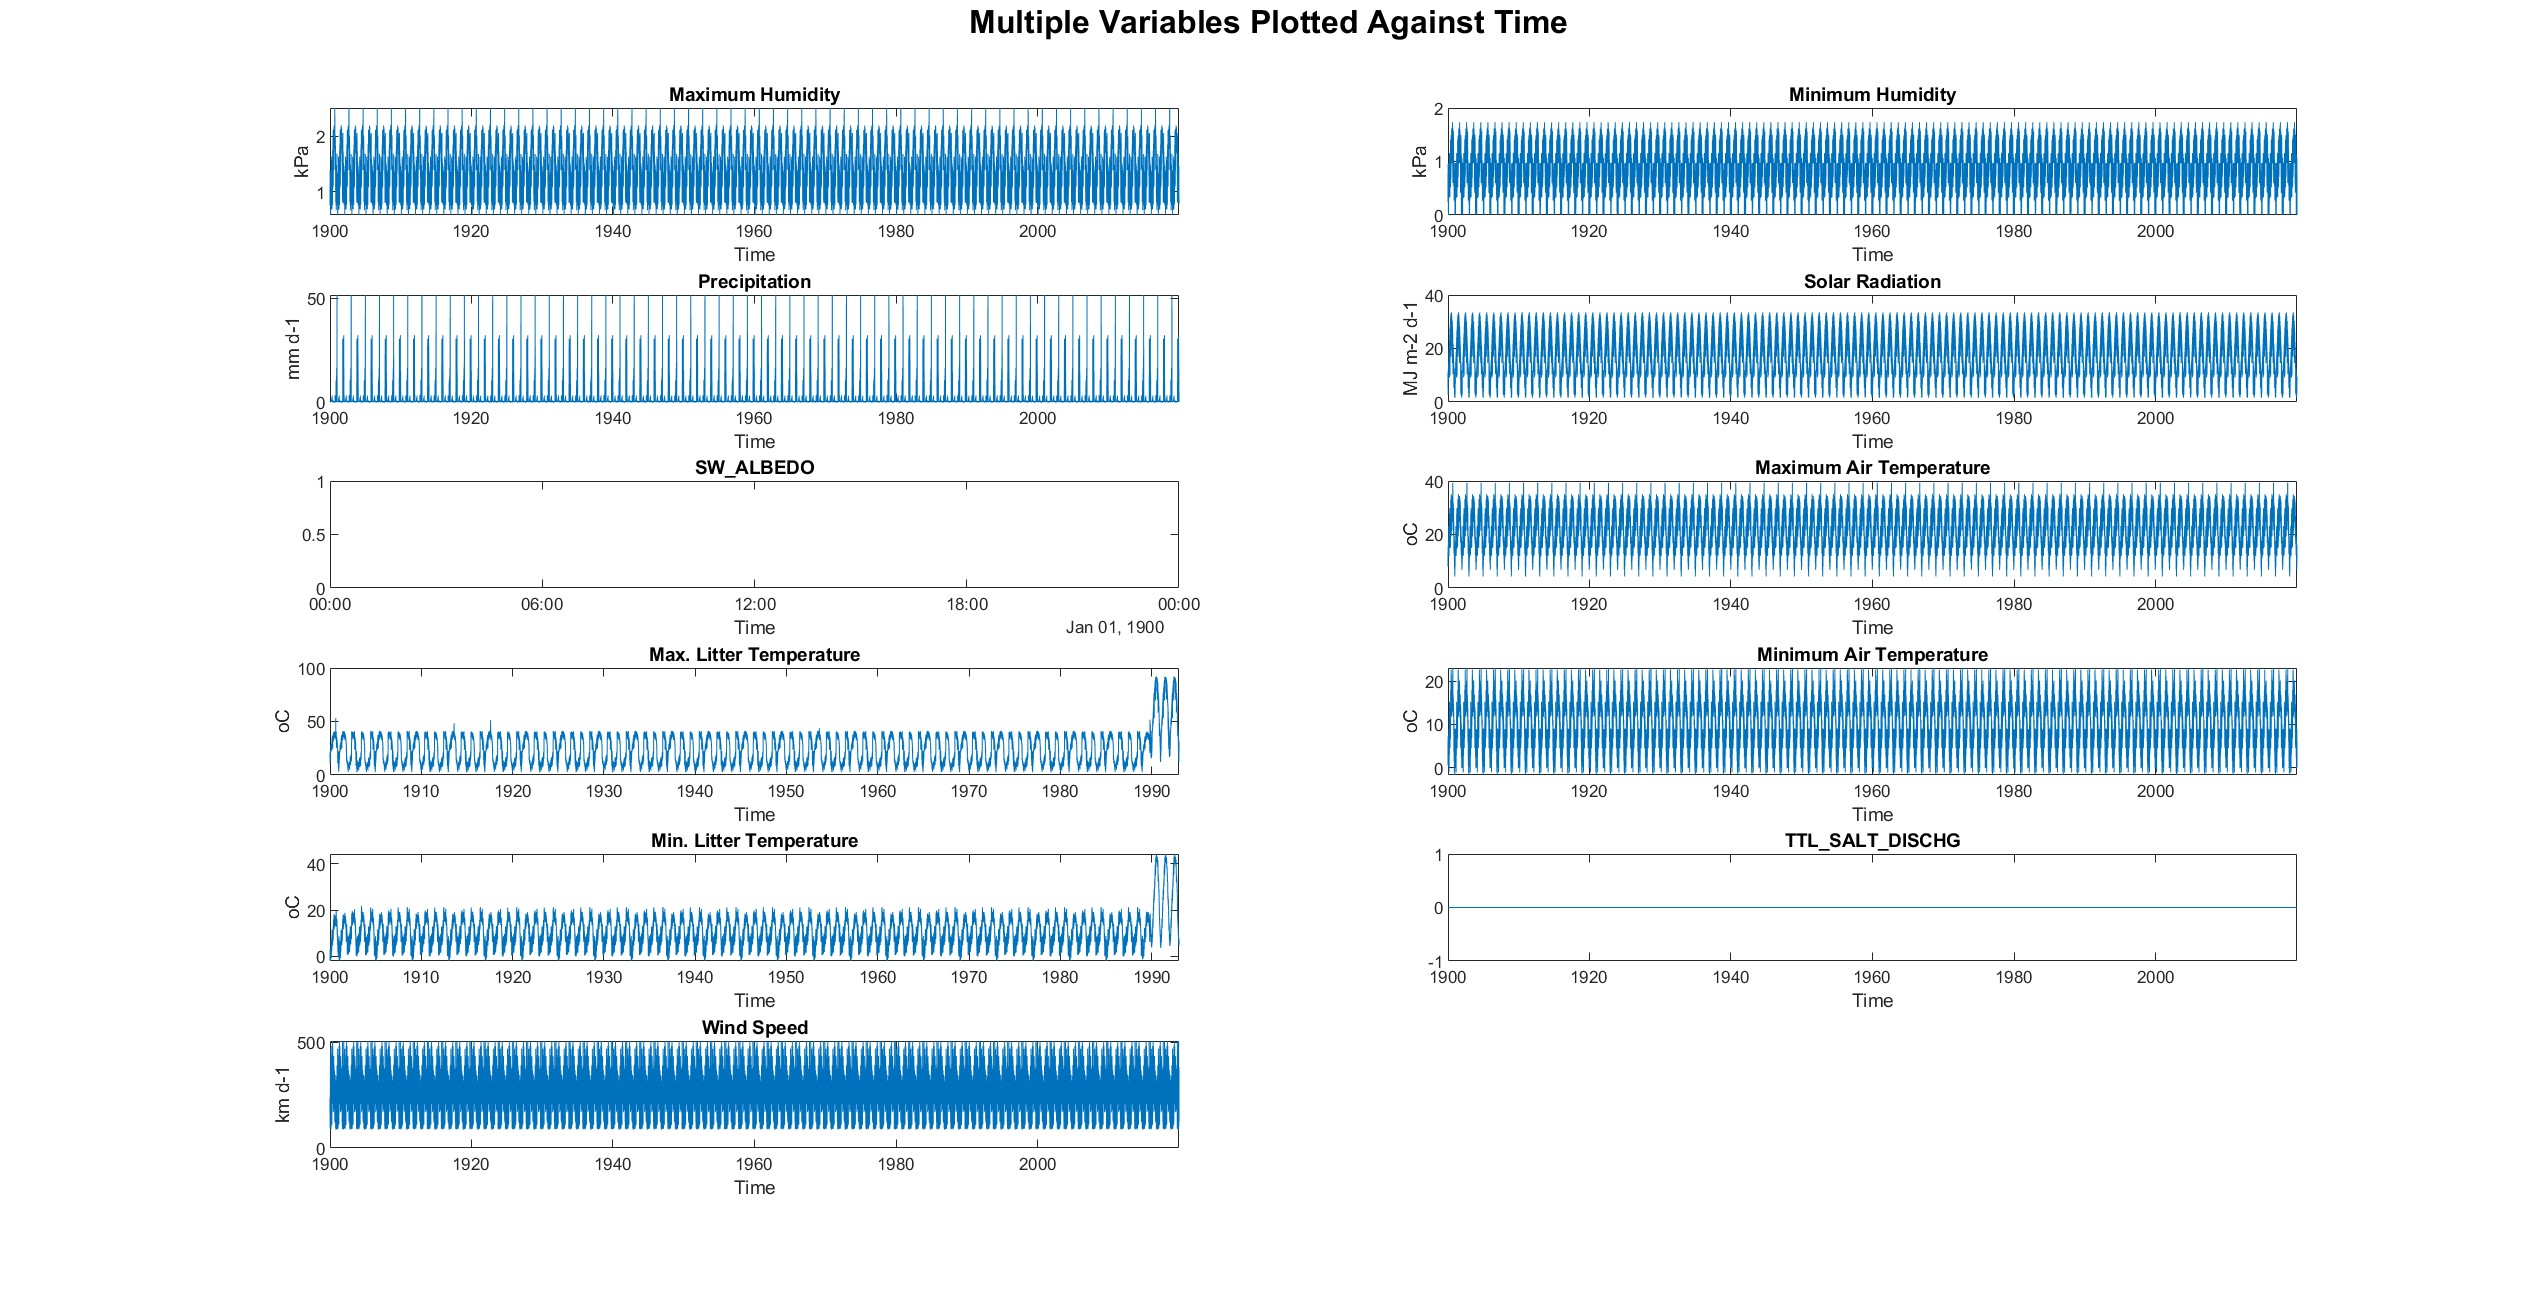 Multiple Variables Plotted Against Time
Maximum Humidity
kPa
2
1
1900 1920 1940 1960 1980 2000
Time
Minimum Humidity
kPa
2
1
0
1900 1920 1940 1960 1980 2000
Time
Precipitation
mm d-1
50
0
1900 1920 1940 1960 1980 2000
Time
Solar Radiation
MJ m-2 d-1
40
20
0
1900 1920 1940 1960 1980 2000
Time
SW_ALBEDO
1
0.5
0
00:00 06:00 12:00 18:00 00:00
Time
Jan 01, 1900
Maximum Air Temperature
oC
40
20
0
1900 1920 1940 1960 1980 2000
Time
Max. Litter Temperature
oC
100
50
0
1900 1910 1920 1930 1940 1950 1960 1970 1980 1990
Time
Minimum Air Temperature
oC
20
10
0
1900 1920 1940 1960 1980 2000
Time
Min. Litter Temperature
oC
40
20
0
1900 1910 1920 1930 1940 1950 1960 1970 1980 1990
Time
TTL_SALT_DISCHG
1
0
-1
1900 1920 1940 1960 1980 2000
Time
Wind Speed
km d-1
500
0
1900 1920 1940 1960 1980 2000
Time